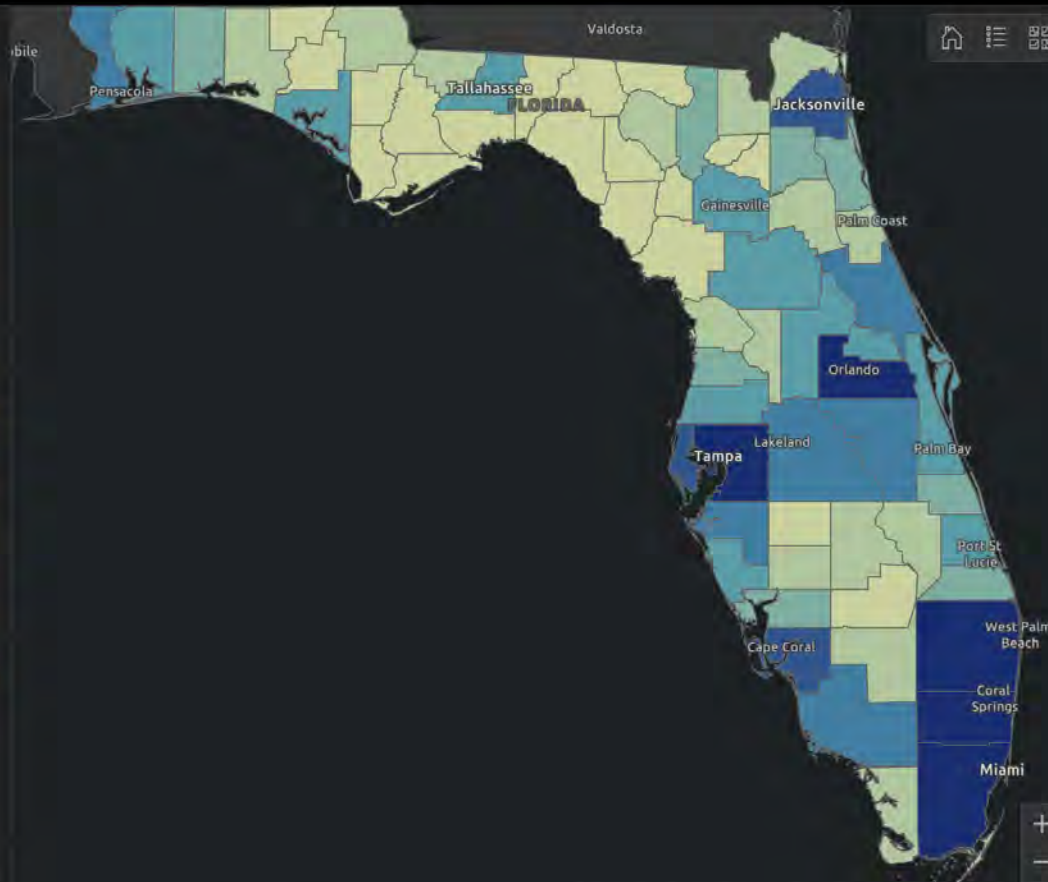 Valdosta
bile
Pensacola
Tallahassee
FLORIDA
Jacksonville
Gainesville
Palm Coast
Orlando
Lakeland
Palm Bay
Tampa
Port St
Lucie
West Palm
Beach
Cape Coral
Coral
Springs
Miami
+
−